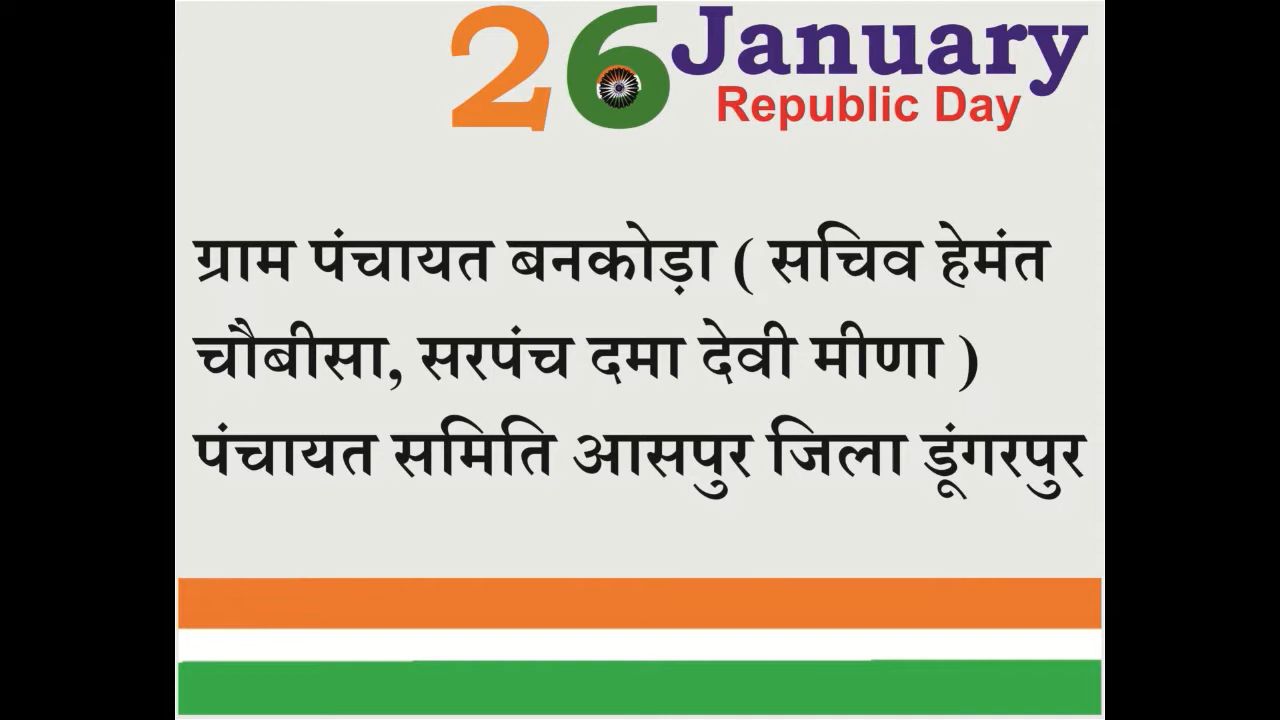 26 January
Republic Day
ग्राम पंचायत बनकोड़ा ( सचिव हेमंत
चौबीसा, सरपंच दमा देवी मीणा )
पंचायत समिति आसपुर जिला डूंगरपुर